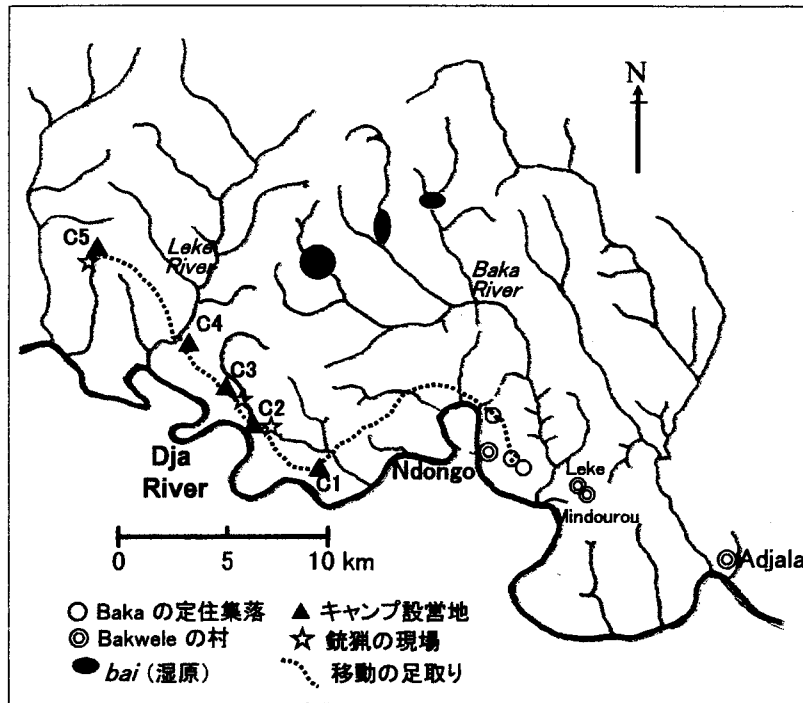 N
C5
Leke
River
Baka
River
C4
C3
C2
Dja
River
C1
Ndongo
Leke
Mindourou
Adjala
0 5 10 km
Baka の定住集落
キャンプ設営地
Bakwele の村
銃猟の現場
bai (湿原)
移動の足取り